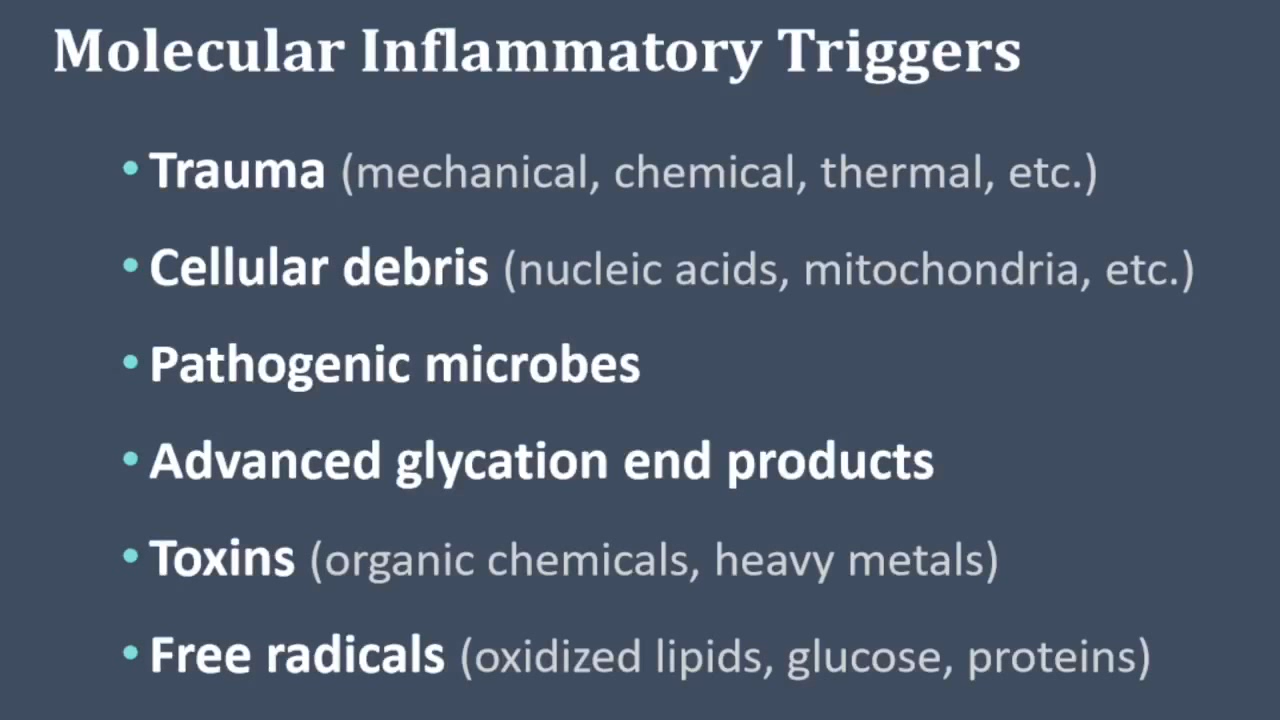 Molecular Inflammatory Triggers
• Trauma (mechanical, chemical, thermal, etc.)
• Cellular debris (nucleic acids, mitochondria, etc.)
• Pathogenic microbes
• Advanced glycation end products
• Toxins (organic chemicals, heavy metals)
• Free radicals (oxidized lipids, glucose, proteins)